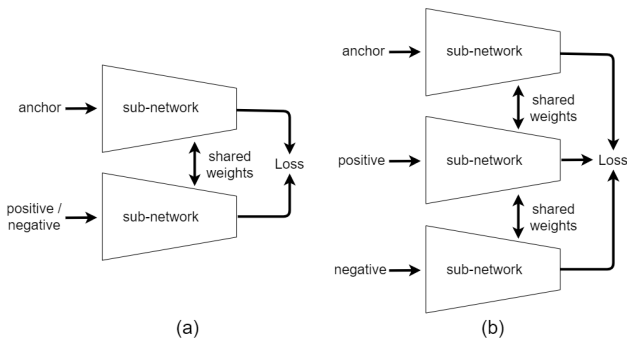 anchor
sub-network
shared
weights
Loss
positive /
negative
sub-network
(a)
anchor
sub-network
shared
weights
positive
sub-network
Loss
shared
weights
negative
sub-network
(b)